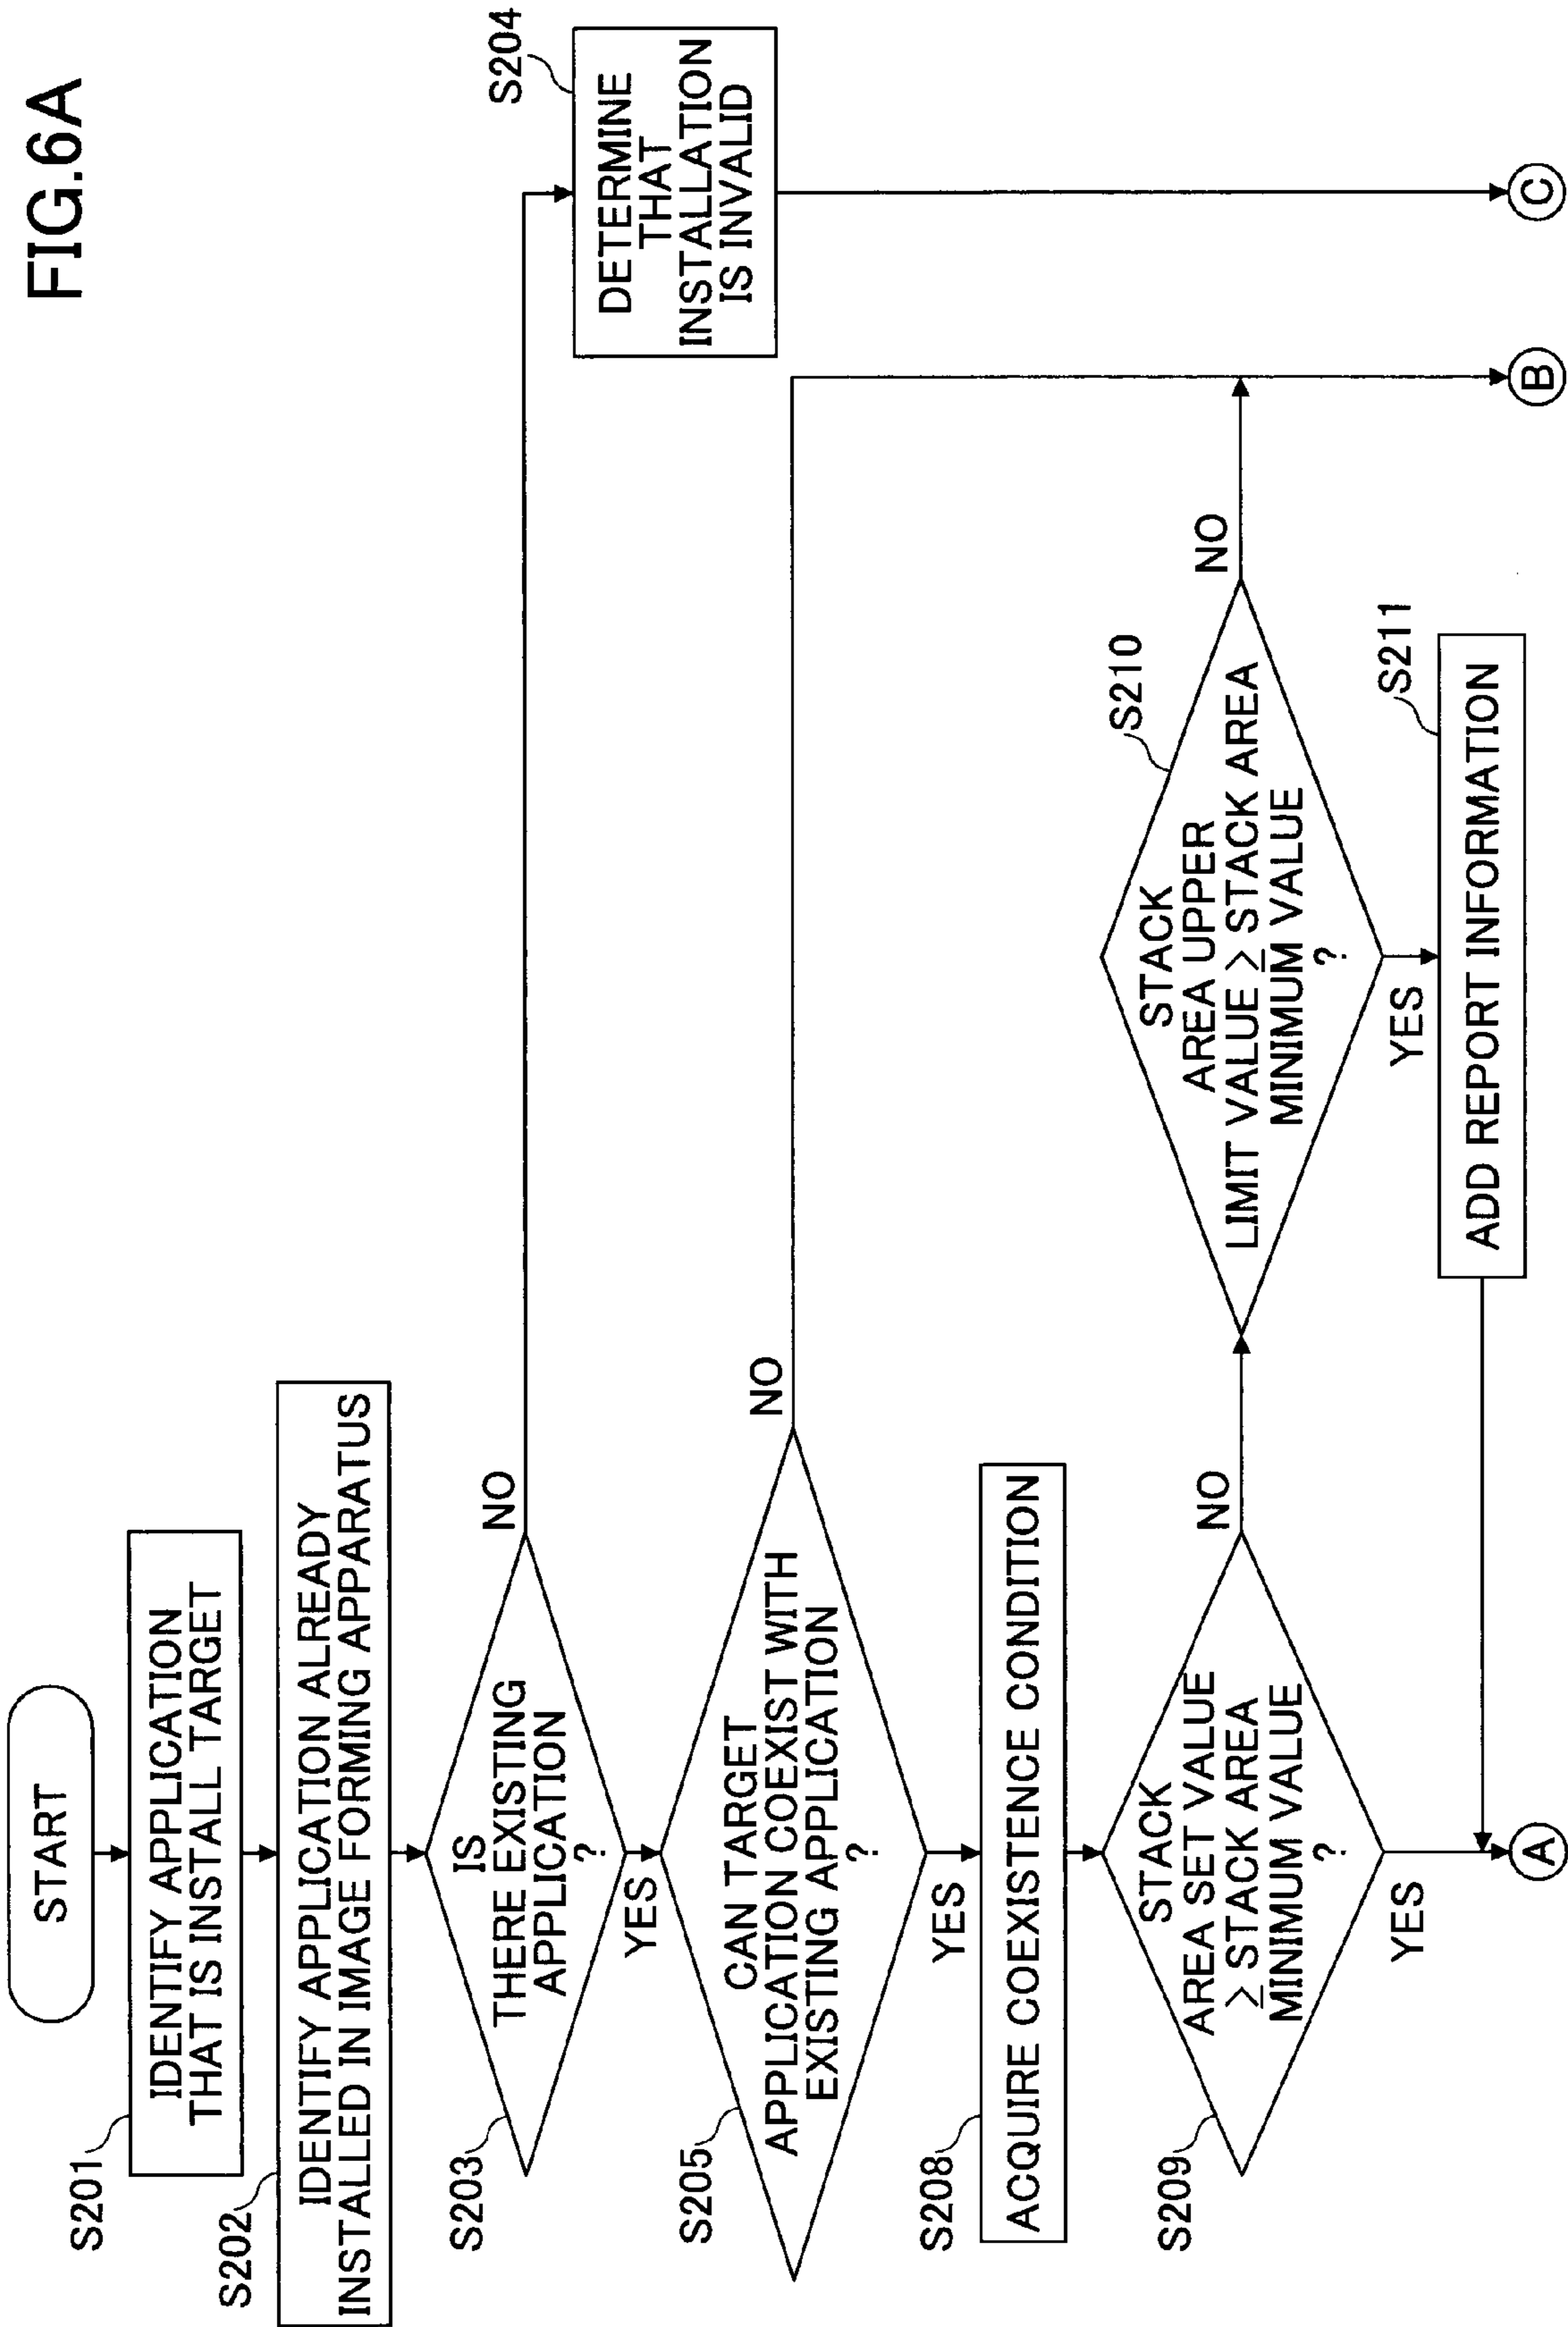 FIG.6A
START
S201
IDENTIFY APPLICATION
THAT IS INSTALL TARGET
S202
IDENTIFY APPLICATION ALREADY
INSTALLED IN IMAGE FORMING APPARATUS
S203
IS
THERE EXISTING
APPLICATION
?
NO
YES
S204
DETERMINE
THAT
INSTALLATION
IS INVALID
S205
CAN TARGET
APPLICATION COEXIST WITH
EXISTING APPLICATION
?
NO
YES
S208
ACQUIRE COEXISTENCE CONDITION
S209
STACK
AREA SET VALUE
≥ STACK AREA
MINIMUM VALUE
?
NO
YES
S210
STACK
AREA UPPER
LIMIT VALUE ≥ STACK AREA
MINIMUM VALUE
?
NO
YES
S211
ADD REPORT INFORMATION
A
B
C